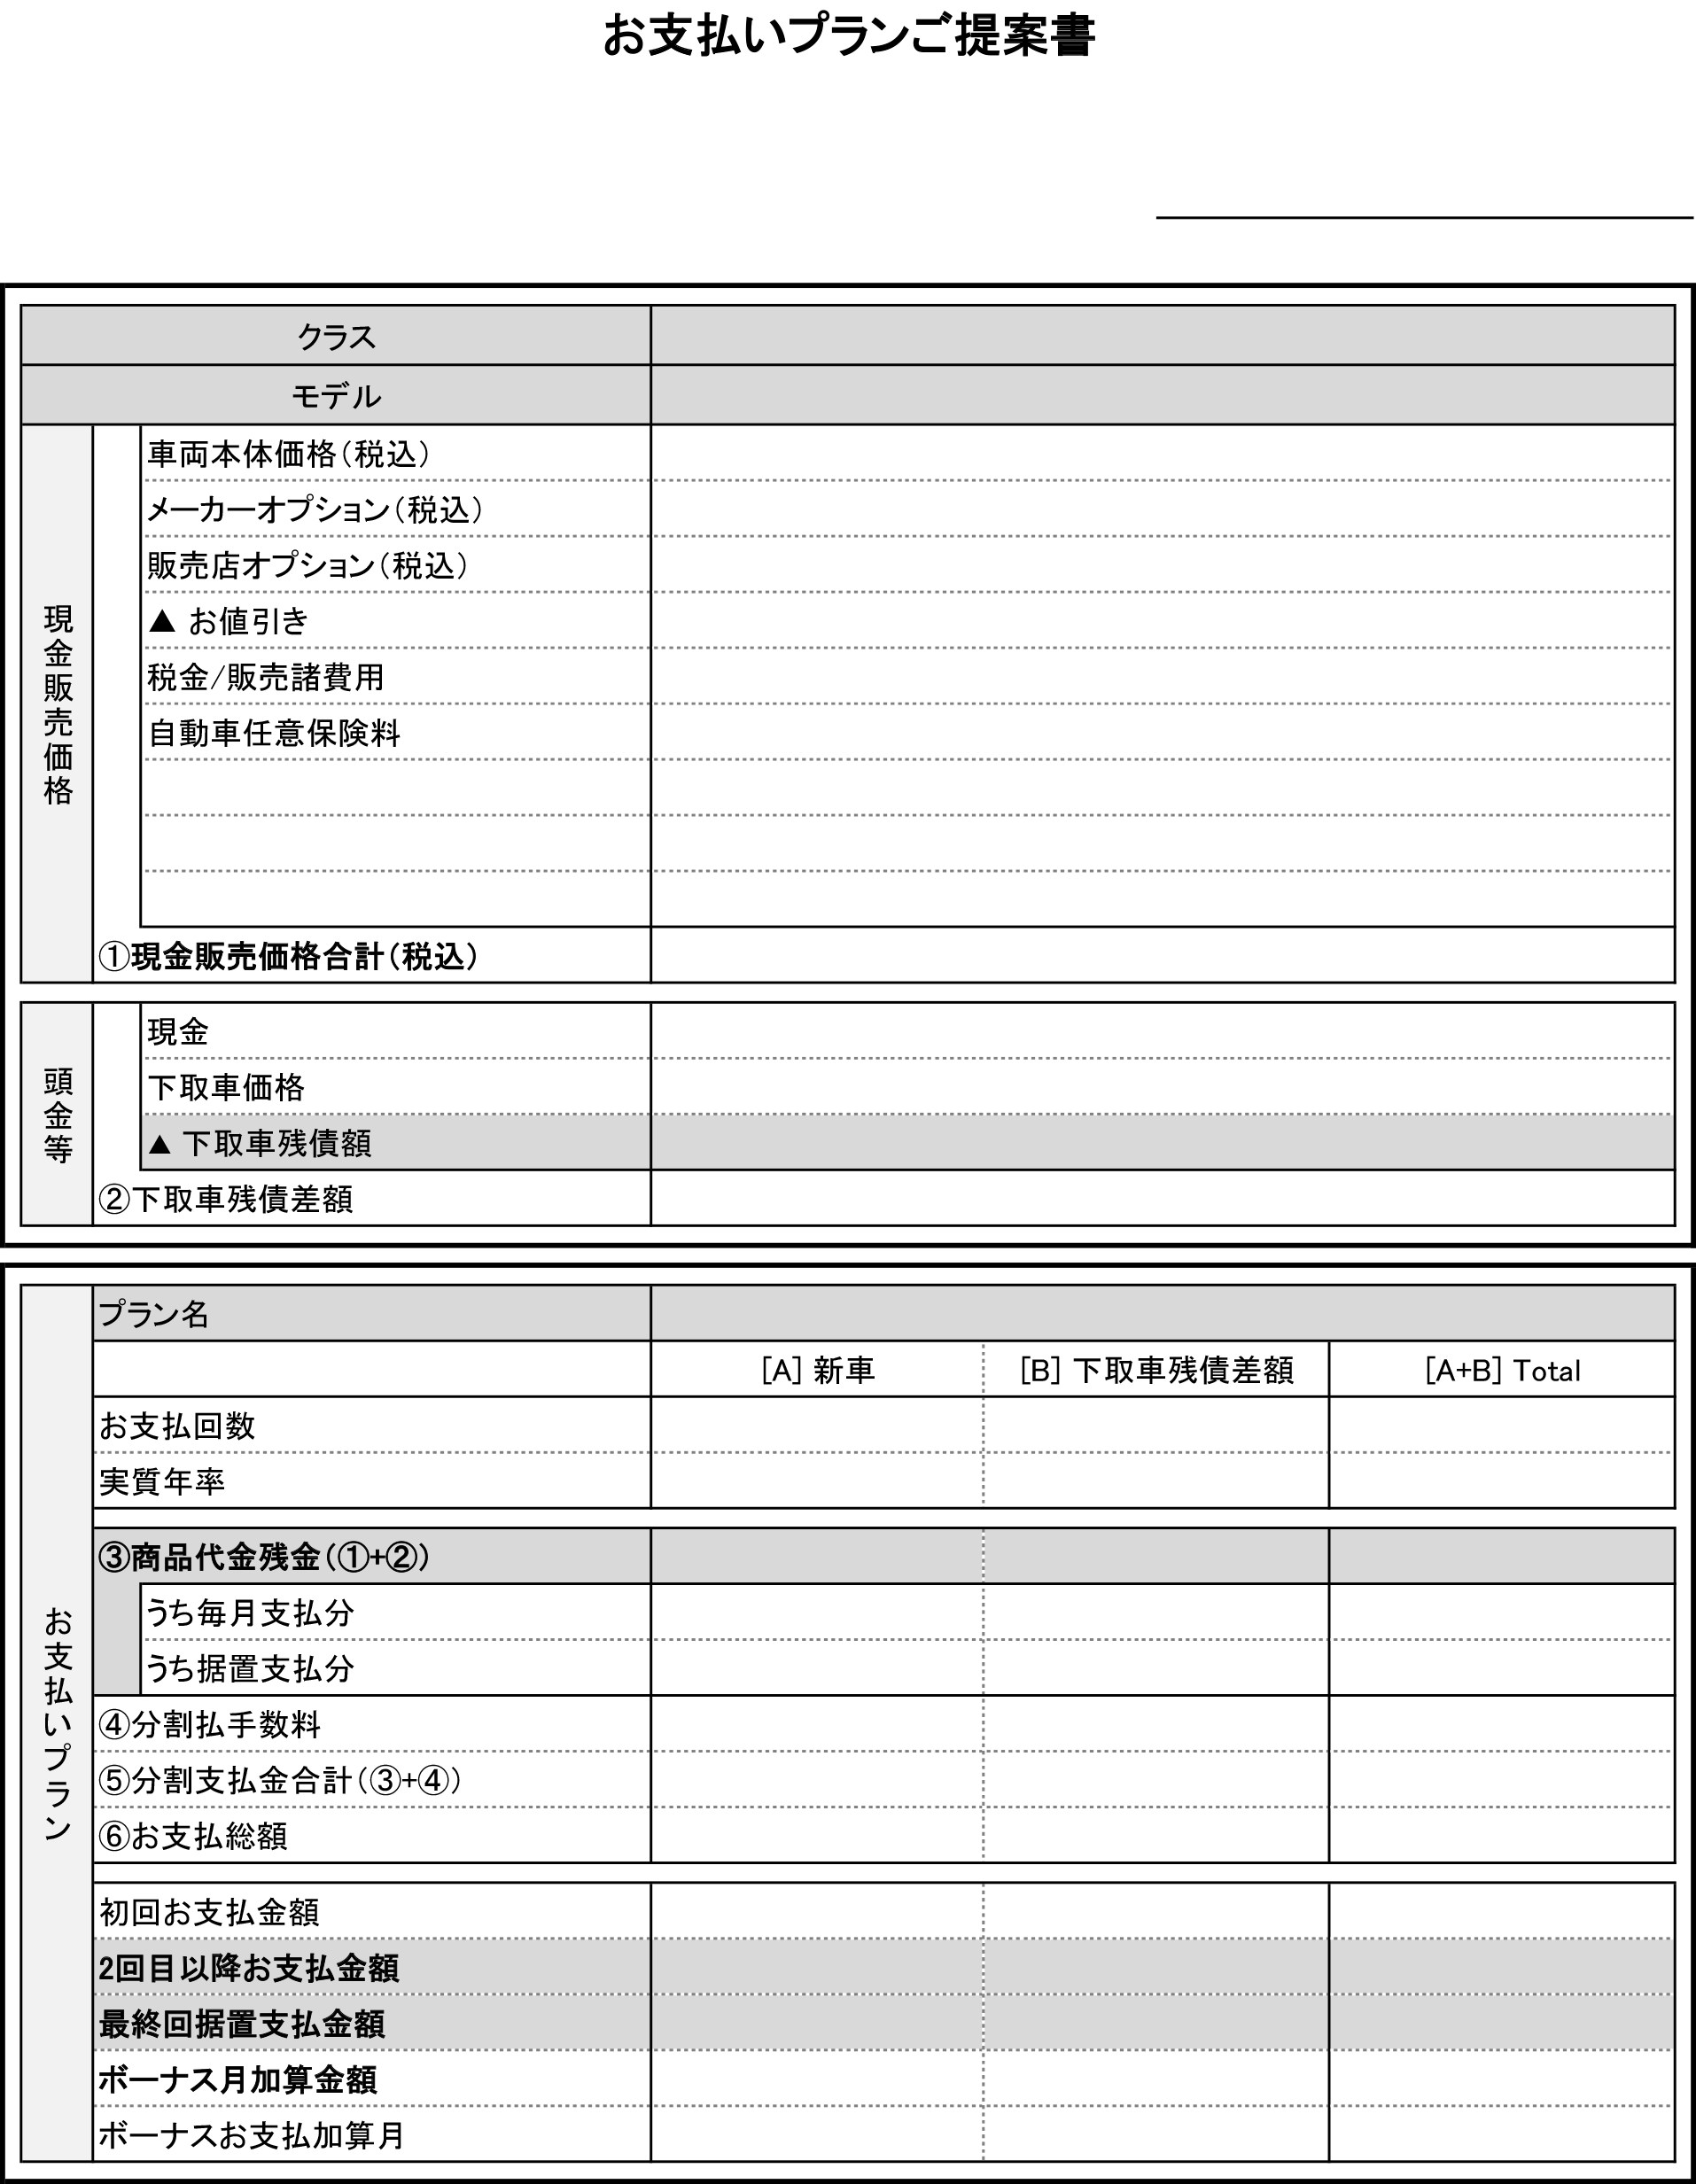 お支払いプランご提案書
クラス
モデル
現金販売価格
車両本体価格（税込）
メーカーオプション（税込）
販売店オプション（税込）
▲ お値引き
税金/販売諸費用
自動車任意保険料
①現金販売価格合計（税込）
頭金等
現金
下取車価格
▲ 下取車残債額
②下取車残債差額
お支払いプラン
プラン名
[A] 新車 [B] 下取車残債差額 [A+B] Total
お支払回数
実質年率
③商品代金残金（①+②）
うち毎月支払分
うち据置支払分
④分割払手数料
⑤分割支払金合計（③+④）
⑥お支払総額
初回お支払金額
2回目以降お支払金額
最終回据置支払金額
ボーナス月加算金額
ボーナスお支払加算月